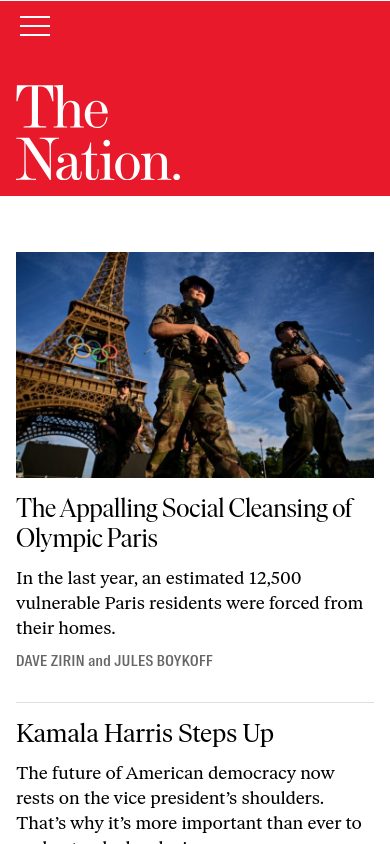 The
Nation.
The Appalling Social Cleansing of
Olympic Paris
In the last year, an estimated 12,500
vulnerable Paris residents were forced from
their homes.
DAVE ZIRIN and JULES BOYKOFF
Kamala Harris Steps Up
The future of American democracy now
rests on the vice president’s shoulders.
That’s why it’s more important than ever to